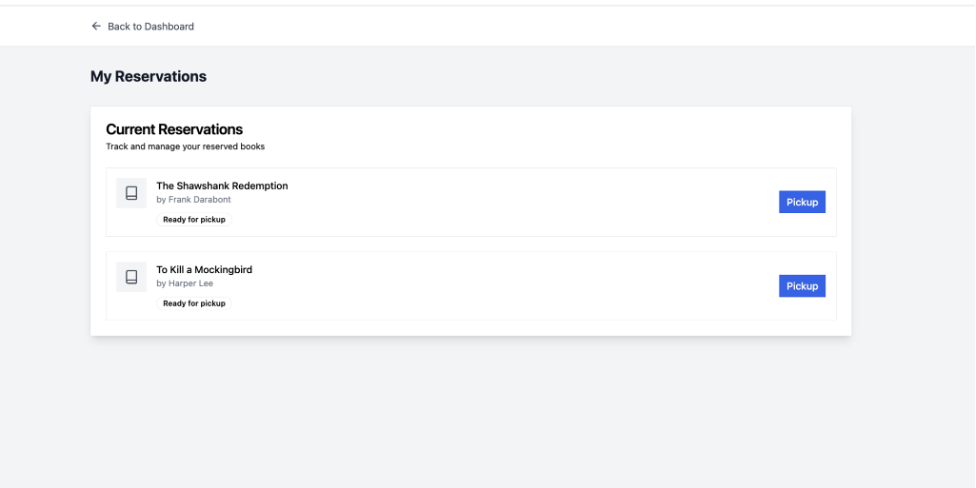 Back to Dashboard
My Reservations
Current Reservations
Track and manage your reserved books
The Shawshank Redemption
by Frank Darabont
Ready for pickup
Pickup
To Kill a Mockingbird
by Harper Lee
Ready for pickup
Pickup